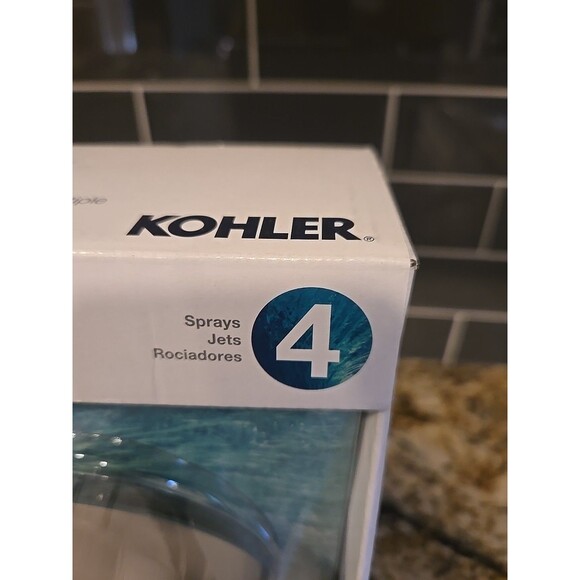 KOHLER®
Sprays
Jets
Rociadores
4